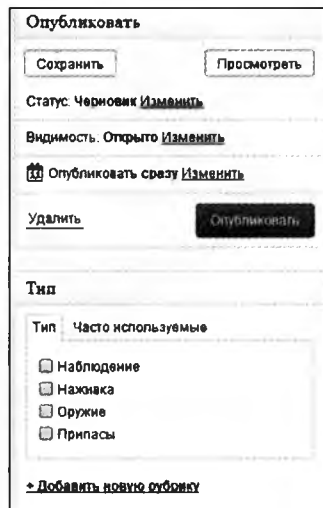 Опубликовать
Сохранить Просмотреть
Статус: Черновик Изменить
Видимость: Открыто Изменить
Опубликовать сразу Изменить
Удалить Опубликовать
Тип
Тип Часто используемые
Наблюдение
Наживка
Оружие
Припасы
+ Добавить новую рубрику